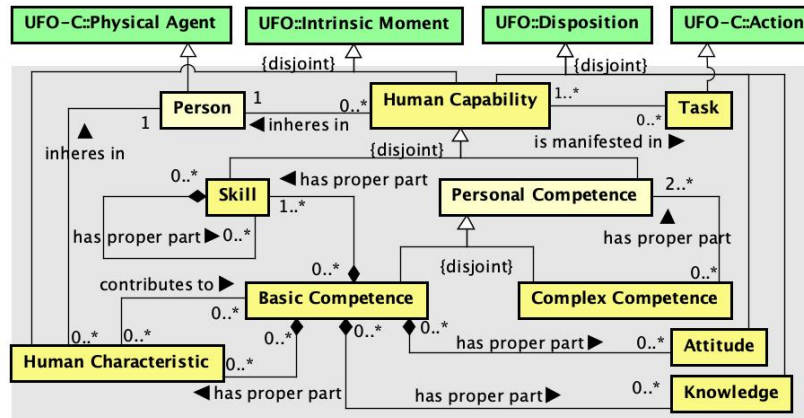 UFO-C::Physical Agent
UFO::Intrinsic Moment
UFO::Disposition
UFO-C::Action
{disjoint}
{disjoint}
Person
1
1
inheres in
0..*
◀ inheres in
Human Capability
1..*
0..*
is manifested in ▶
Task
{disjoint}
0..*
Skill
◀ has proper part
1..*
has proper part ▶
0..*
Personal Competence
2..*
has proper part
0..*
{disjoint}
contributes to ▶
0..*
0..*
Basic Competence
Complex Competence
0..*
0..*
0..*
0..*
0..*
has proper part ▶
0..*
Attitude
Human Characteristic
0..*
◀ has proper part
has proper part ▶
0..*
Knowledge